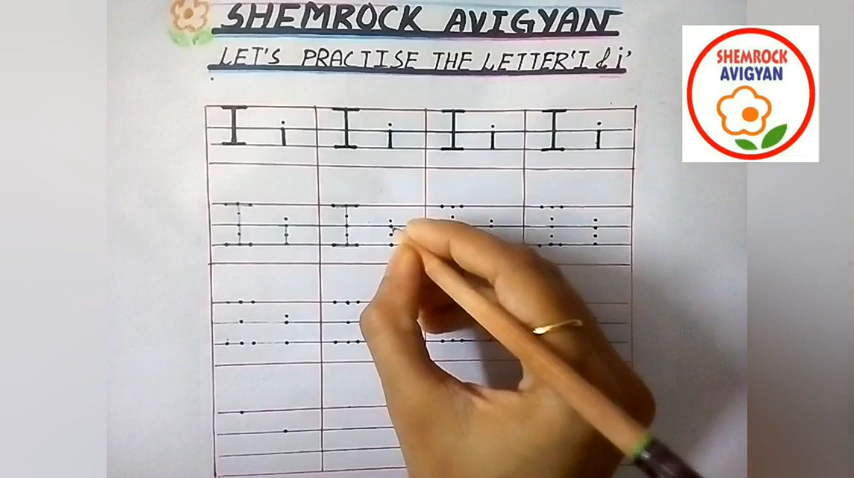 SHEMROCK AVIGYAN
LET'S PRACTISE THE LETTER 'I & i'
SHEMROCK
AVIGYAN
I i I i I i I i
I i I i I i I i
I i I I